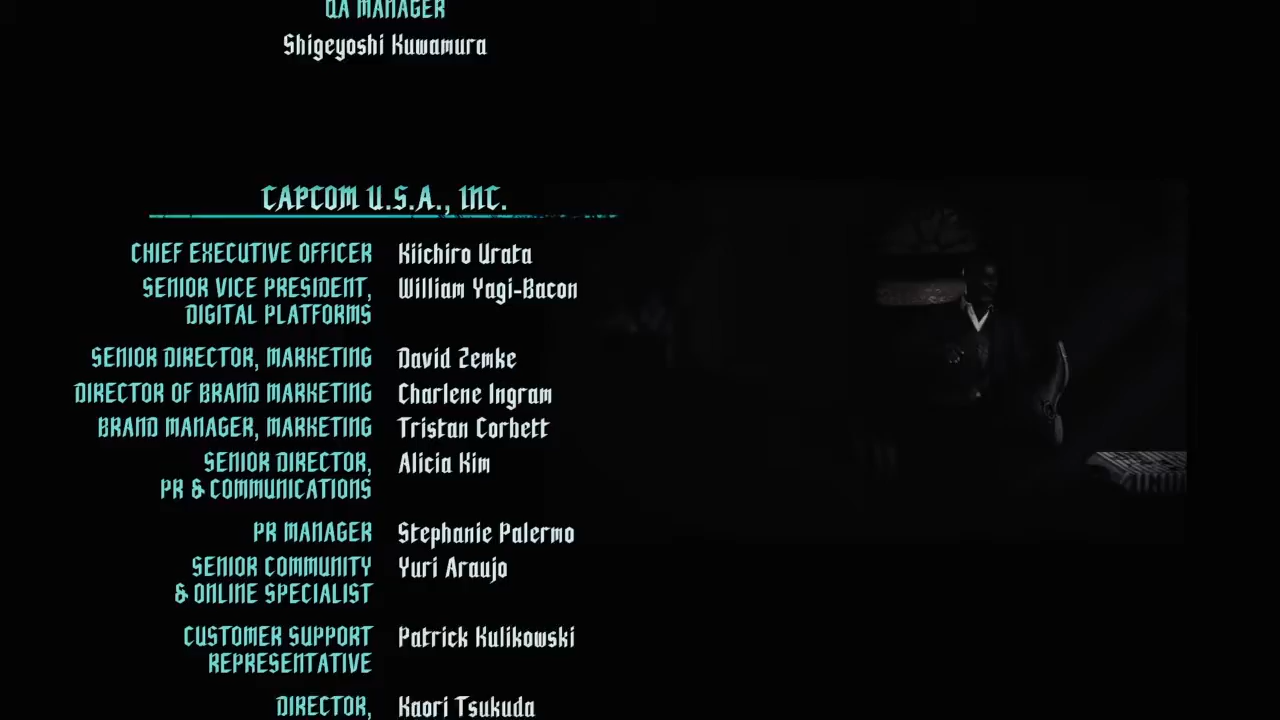 QA MANAGER
Shigeyoshi Kuwamura
CAPCOM U.S.A., INC.
CHIEF EXECUTIVE OFFICER Kiichiro Urata
SENIOR VICE PRESIDENT, William Yagi-Bacon
DIGITAL PLATFORMS
SENIOR DIRECTOR, MARKETING David Zemke
DIRECTOR OF BRAND MARKETING Charlene Ingram
BRAND MANAGER, MARKETING Tristan Corbett
SENIOR DIRECTOR, Alicia Kim
PR & COMMUNICATIONS
PR MANAGER Stephanie Palermo
SENIOR COMMUNITY Yuri Araujo
& ONLINE SPECIALIST
CUSTOMER SUPPORT Patrick Kulikowski
REPRESENTATIVE
DIRECTOR, Kaori Tsukuda